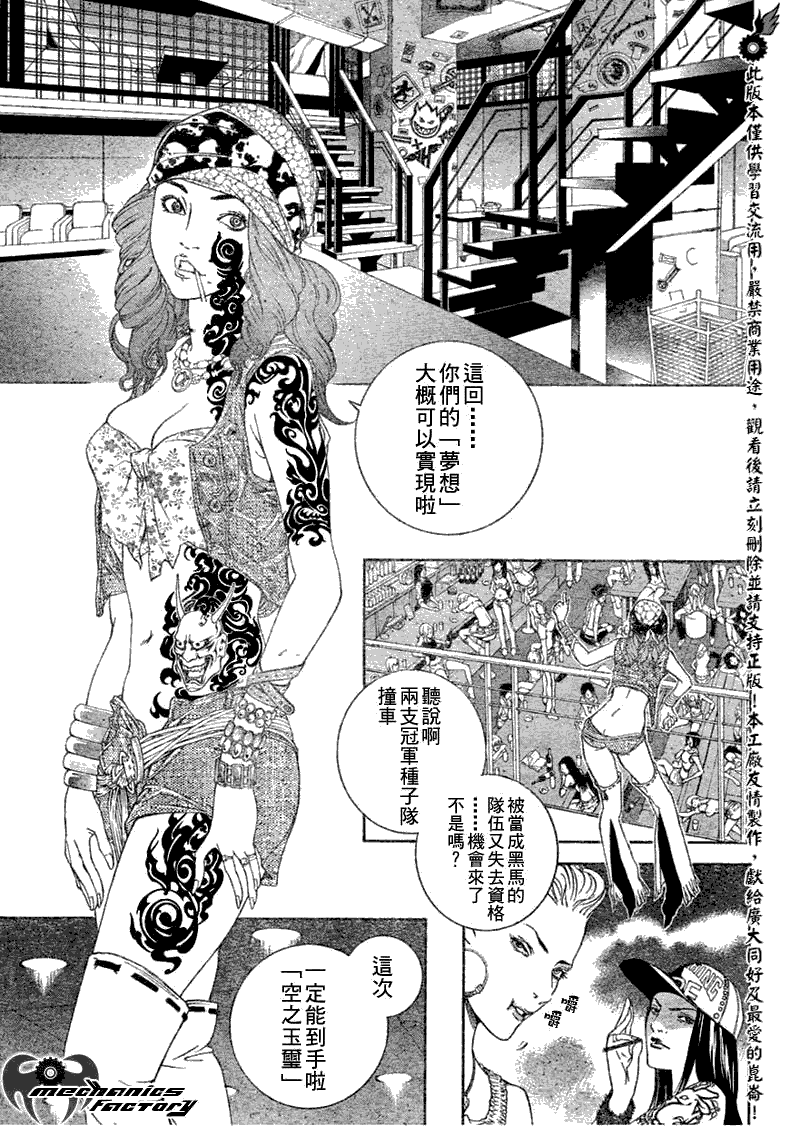 這回……
你們的「夢想」
大概可以實現啦
聽說啊
兩支冠軍種子隊
撞車
被當成黑馬的
隊伍又失去資格
……機會來了
不是嗎？
嚼
嚼
這次
一定能到手啦
「空之玉璽」
此版本僅供學習交流用，嚴禁商業用途，觀看後請立刻刪除並請支持正版！本工廠友情製作，獻給廣大同好及最愛的崑崙！
mechanics
Factory